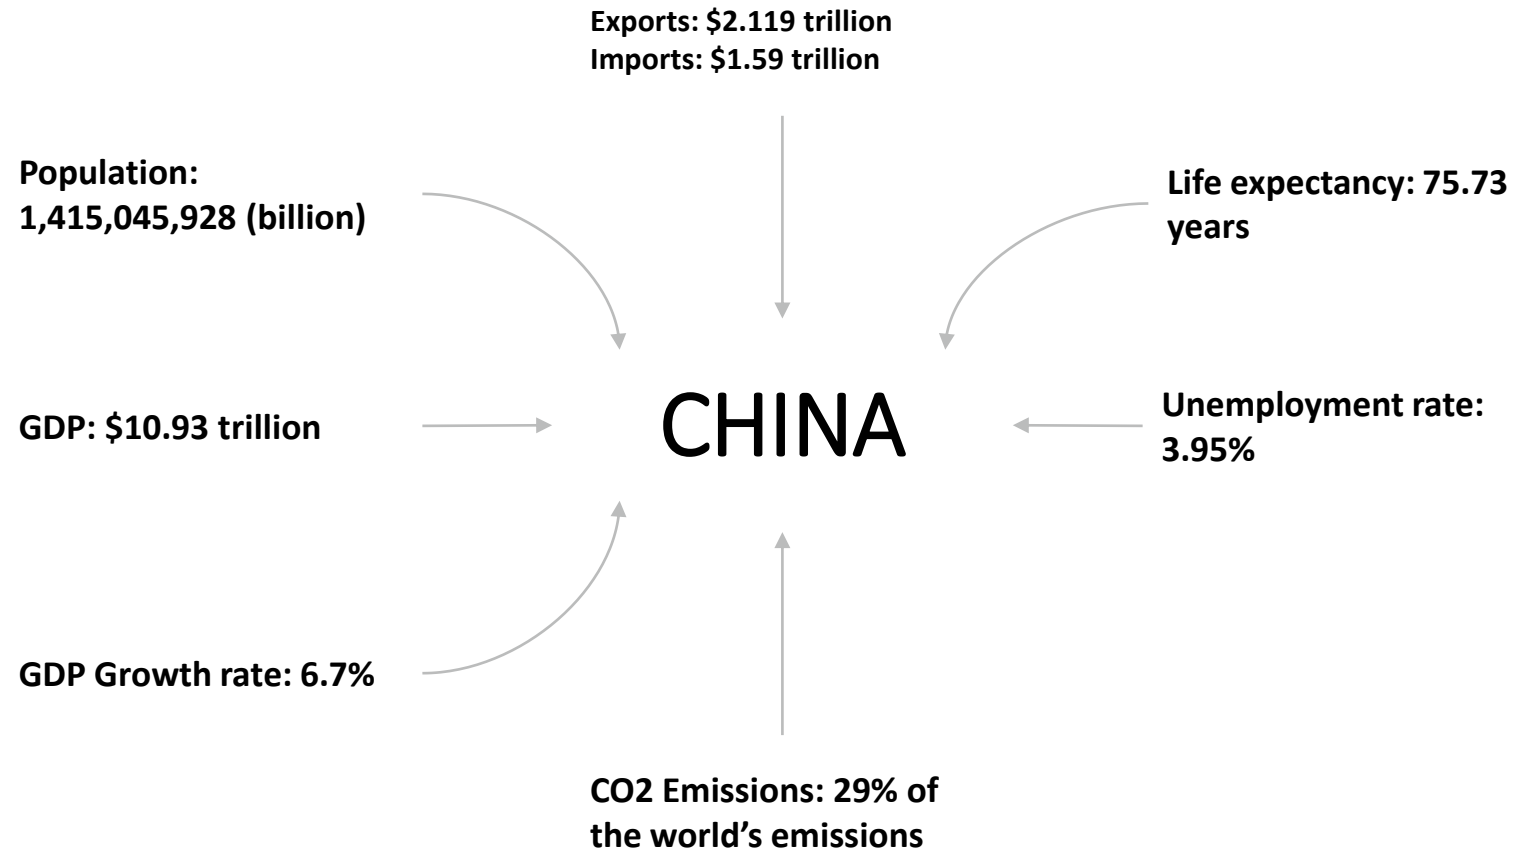 Exports: $2.119 trillion
Imports: $1.59 trillion
Population:
1,415,045,928 (billion)
Life expectancy: 75.73
years
GDP: $10.93 trillion
CHINA
Unemployment rate:
3.95%
GDP Growth rate: 6.7%
CO2 Emissions: 29% of
the world’s emissions